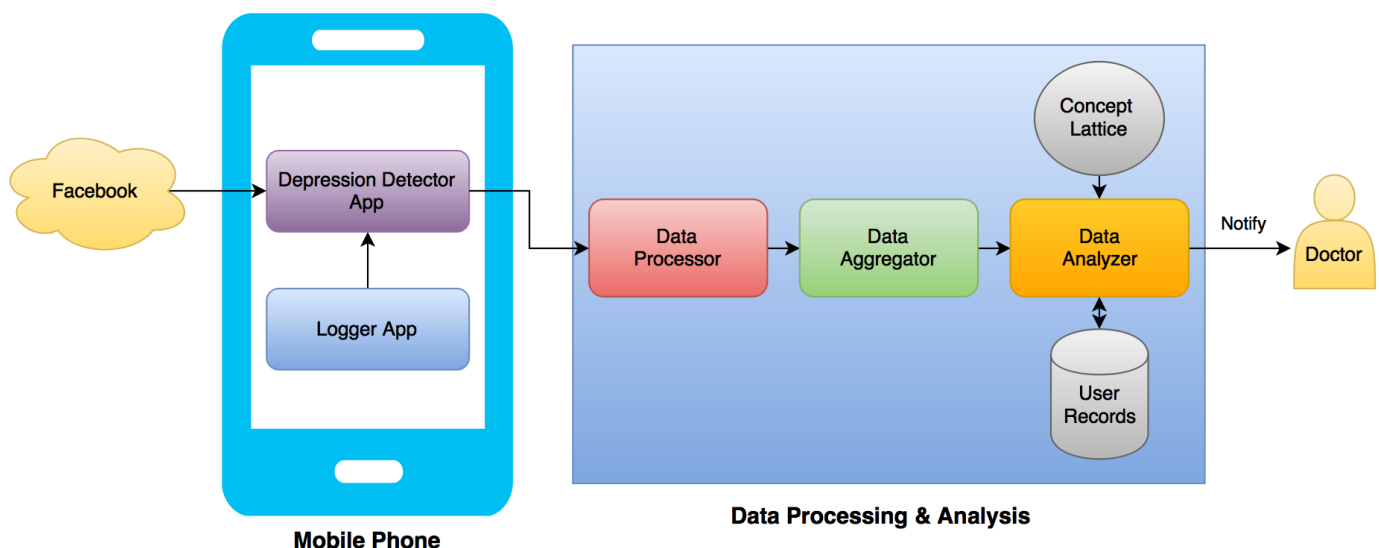 Facebook
Depression Detector
App
Logger App
Mobile Phone
Data
Processor
Data
Aggregator
Concept
Lattice
Data
Analyzer
User
Records
Data Processing & Analysis
Notify
Doctor